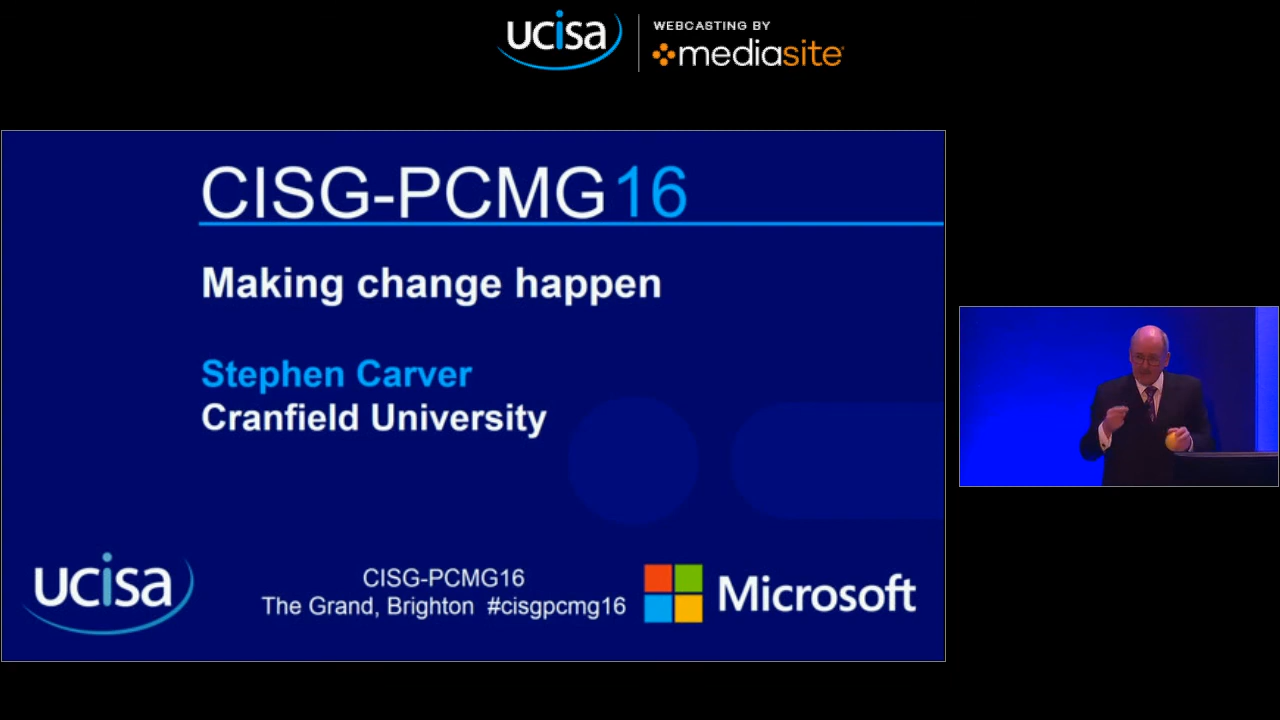 ucisa
WEBCASTING BY
mediasite
CISG-PCMG16
Making change happen
Stephen Carver
Cranfield University
ucisa
CISG-PCMG16
The Grand, Brighton #cisgpcmg16
Microsoft